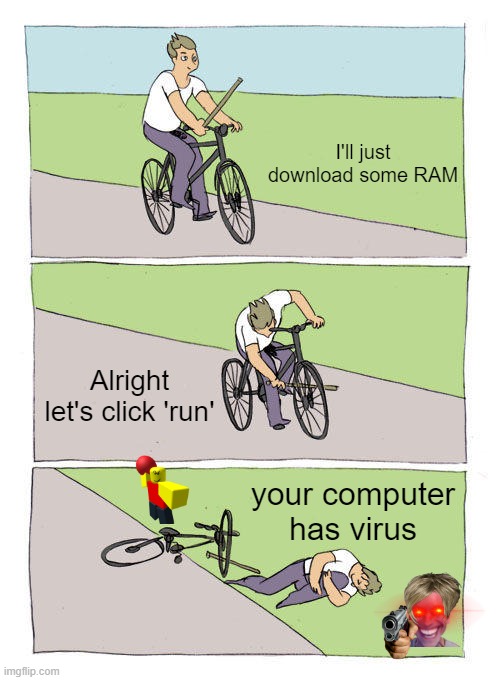 I'll just
download some RAM
Alright
let's click 'run'
your computer
has virus
imgflip.com